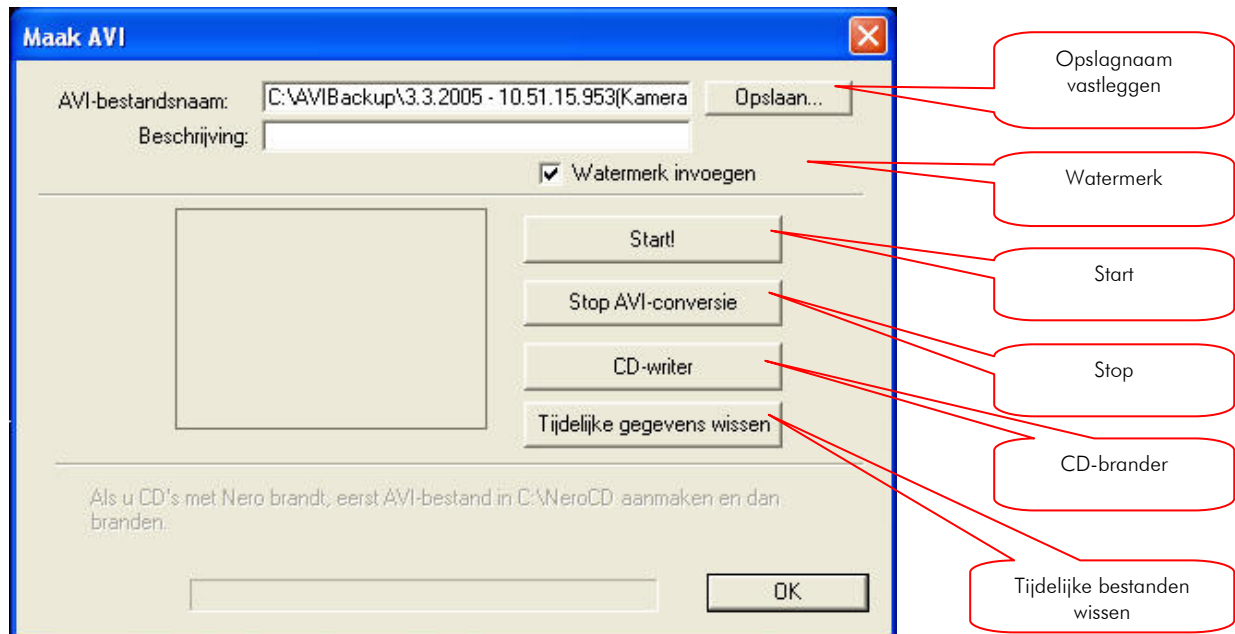 Maak AVI
Opslagnaam
vastleggen
AVI-bestandsnaam: C:\AVIBackup\3.3.2005 - 10.51.15.953(Kamera Opslaan...
Beschrijving:
Watermerk invoegen
Watermerk
Start!
Start
Stop AVI-conversie
Stop
CD-writer
CD-brander
Tijdelijke gegevens wissen
Als u CD's met Nero brandt, eerst AVI-bestand in C:\NeroCD aanmaken en dan
branden.
Tijdelijke bestanden
wissen
OK